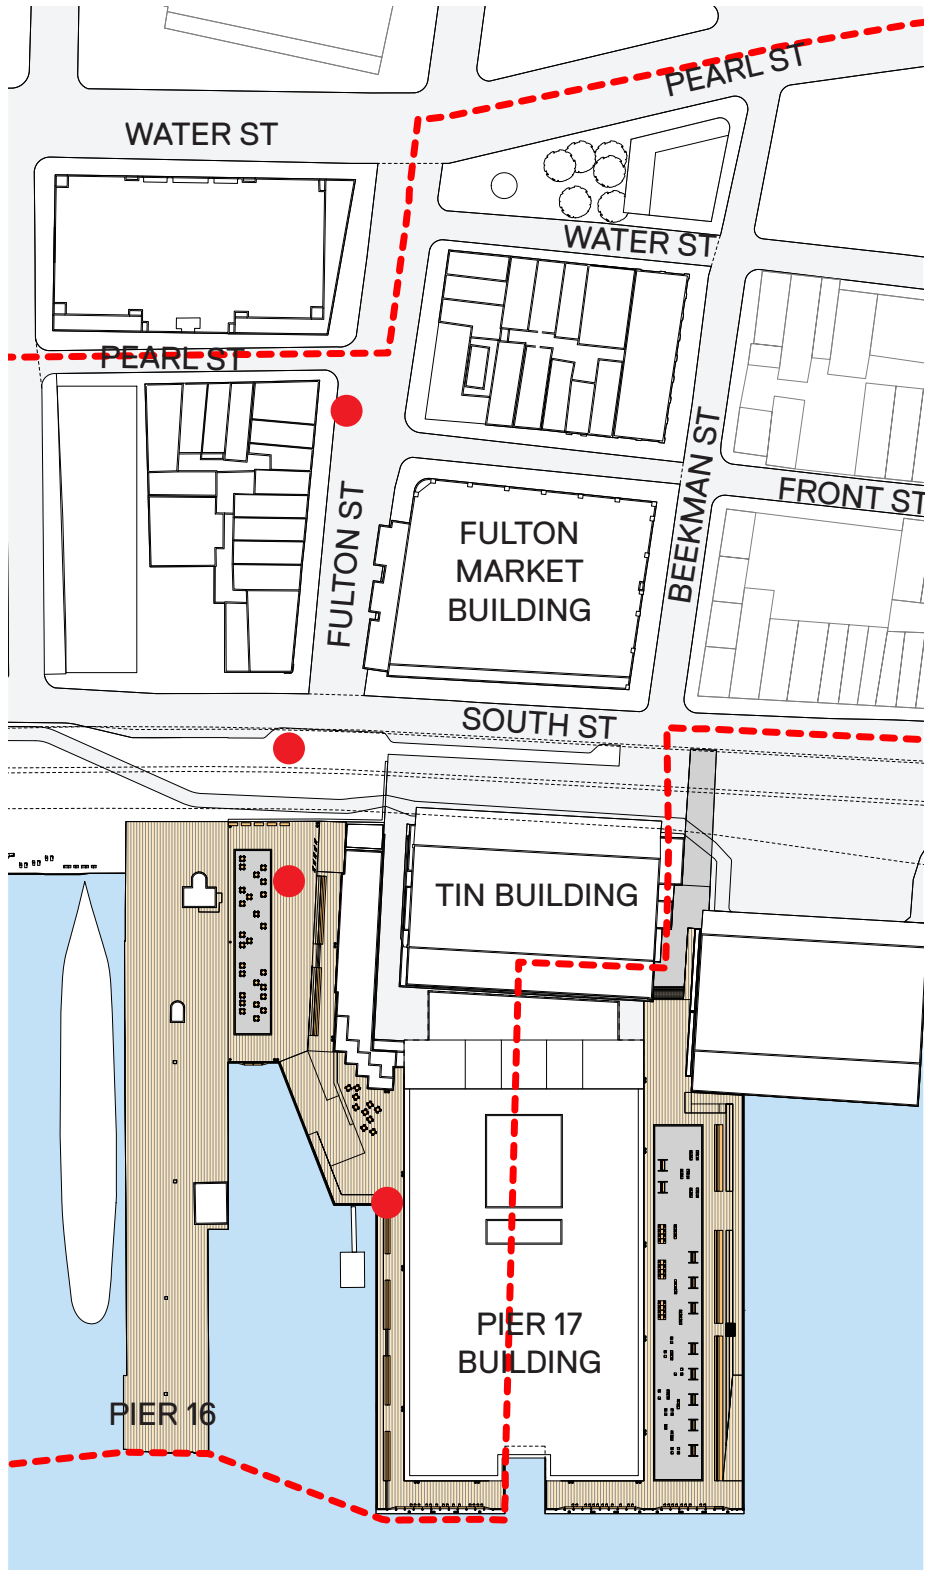 PEARL ST
WATER ST
WATER ST
PEARL ST
BEEKMAN ST
FULTON ST
FRONT ST
FULTON
MARKET
BUILDING
SOUTH ST
TIN BUILDING
PIER 17
BUILDING
PIER 16